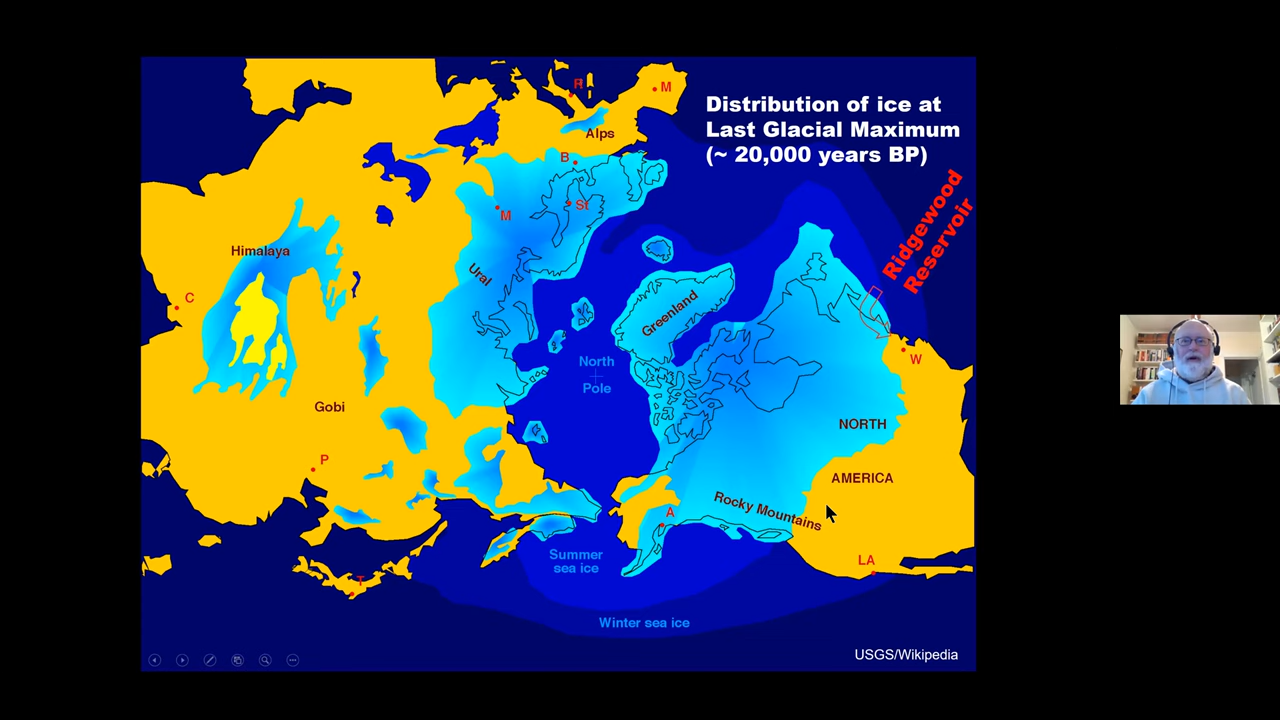 Distribution of ice at
Last Glacial Maximum
(~ 20,000 years BP)
Ridgewood
Reservoir
R
M
Alps
B
M
St
Himalaya
Ural
C
Greenland
North
Pole
W
Gobi
NORTH
P
AMERICA
Rocky Mountains
A
Summer
sea ice
LA
T
Winter sea ice
USGS/Wikipedia